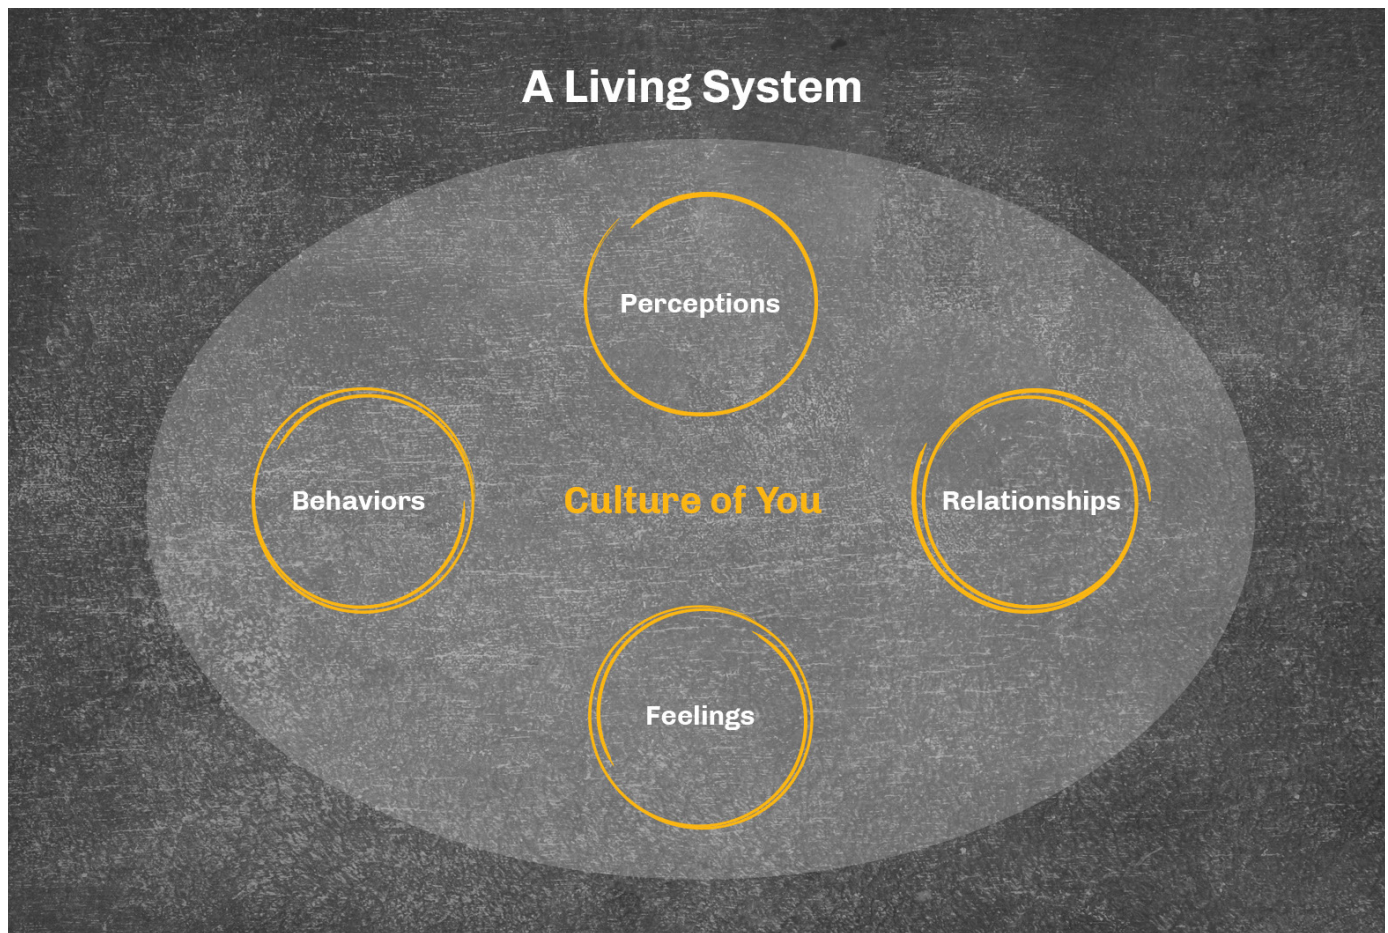 A Living System
Perceptions
Behaviors
Culture of You
Relationships
Feelings